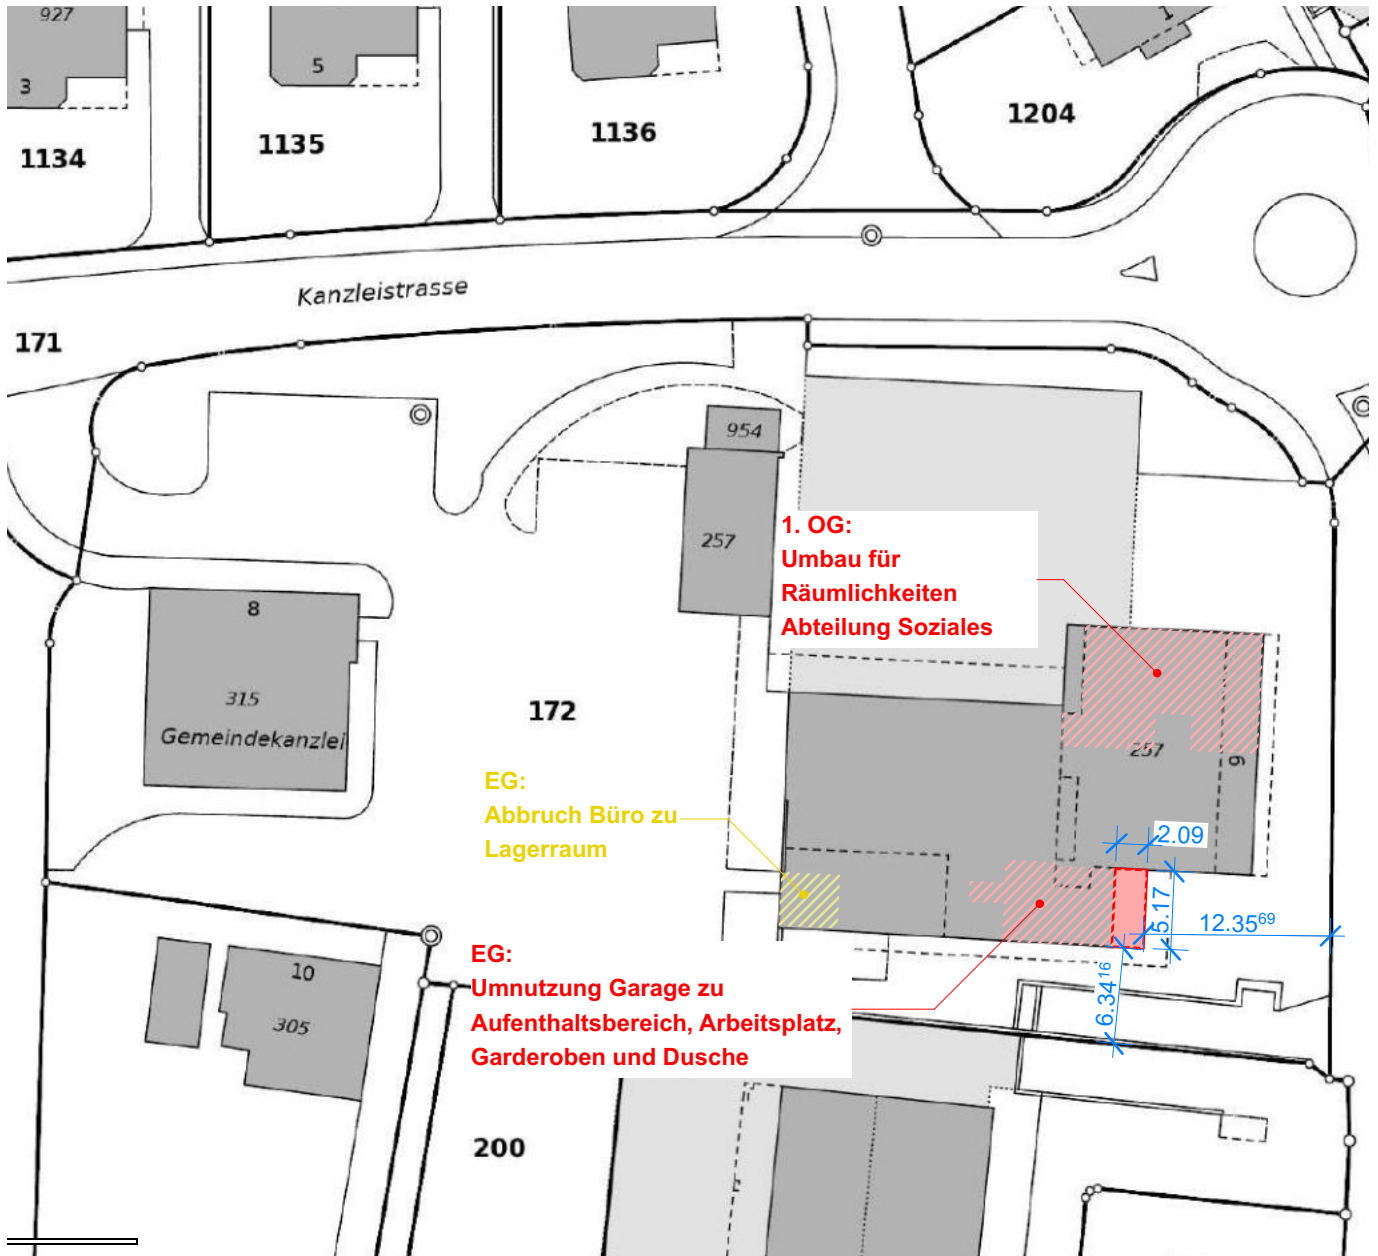 927
3
5
1
1134
1135
1136
1204
Kanzleistrasse
171
954
257
1. OG:
Umbau für
Räumlichkeiten
Abteilung Soziales
8
315
Gemeindekanzlei
172
257
9
EG:
Abbruch Büro zu
Lagerraum
2.09
5.17
12.35⁶⁹
6.34¹⁶
EG:
Umnutzung Garage zu
Aufenthaltsbereich, Arbeitsplatz,
Garderoben und Dusche
10
305
200